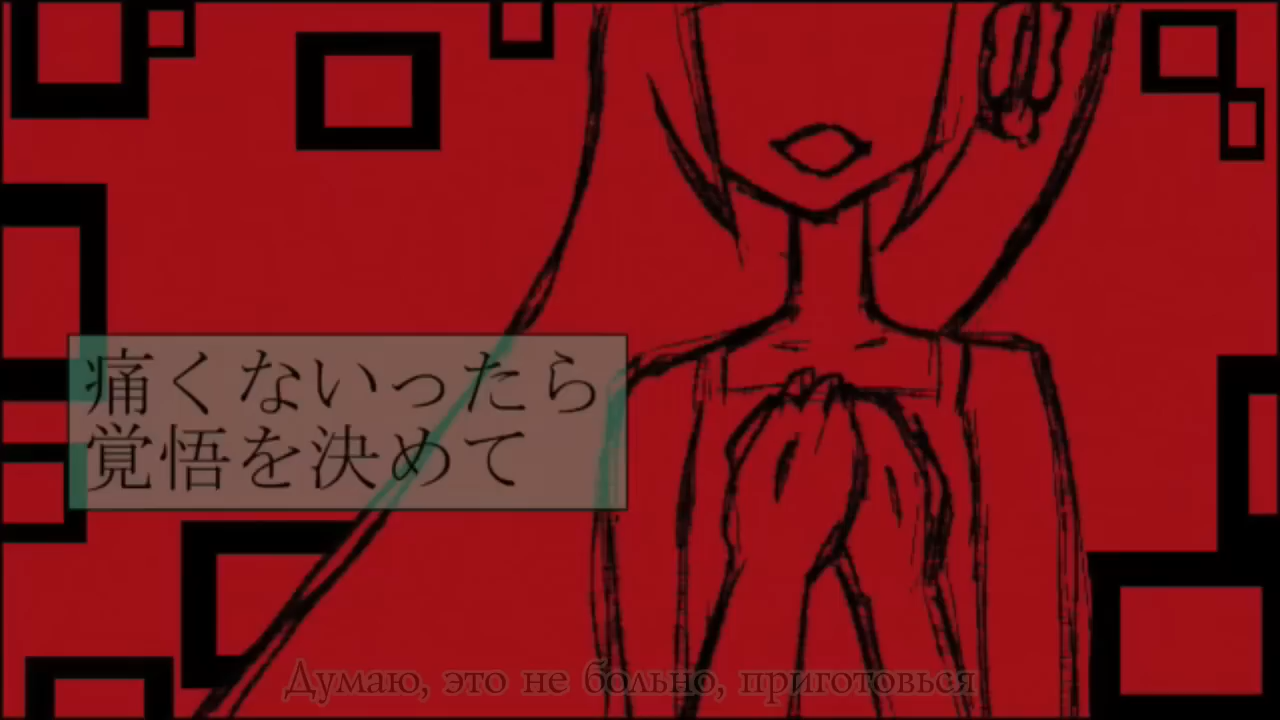 痛くないったら
覚悟を決めて
Думаю, это не больно, приготовься